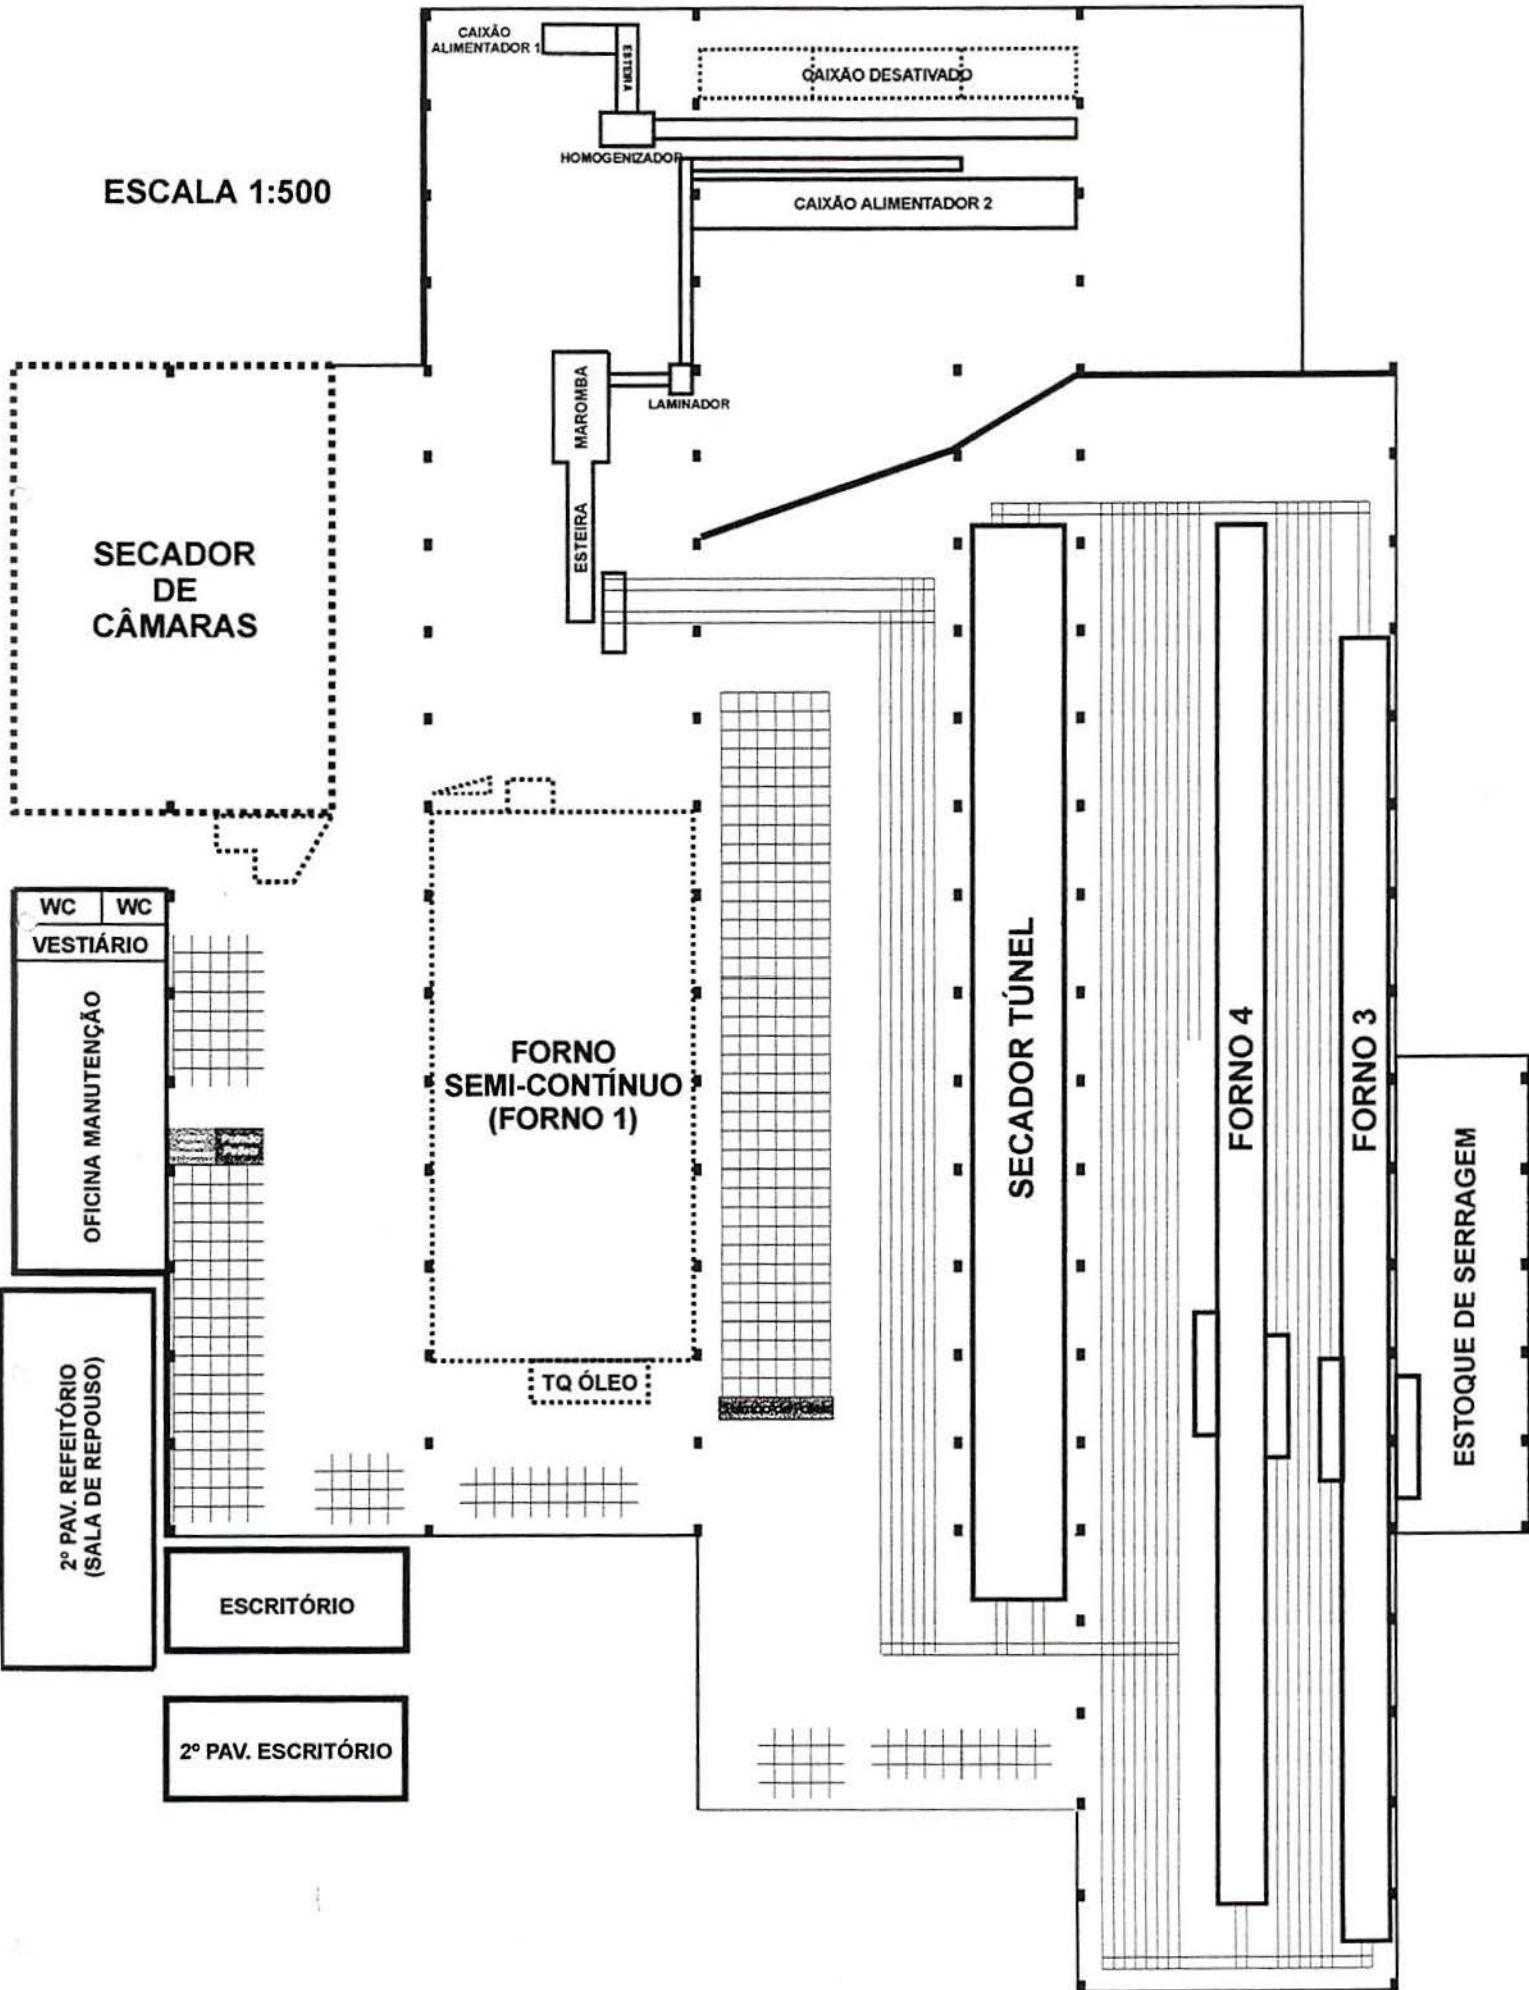 CAIXÃO
ALIMENTADOR 1
ESTEIRA
CAIXÃO DESATIVADO
HOMOGENIZADOR
ESCALA 1:500
CAIXÃO ALIMENTADOR 2
MAROMBA
LAMINADOR
ESTEIRA
SECADOR
DE
CÂMARAS
WC
WC
VESTIÁRIO
OFICINA MANUTENÇÃO
FORNO
SEMI-CONTÍNUO
(FORNO 1)
SECADOR TÚNEL
FORNO 4
FORNO 3
ESTOQUE DE SERRAGEM
TQ ÓLEO
2º PAV. REFEITÓRIO
(SALA DE REPOUSO)
ESCRITÓRIO
2º PAV. ESCRITÓRIO